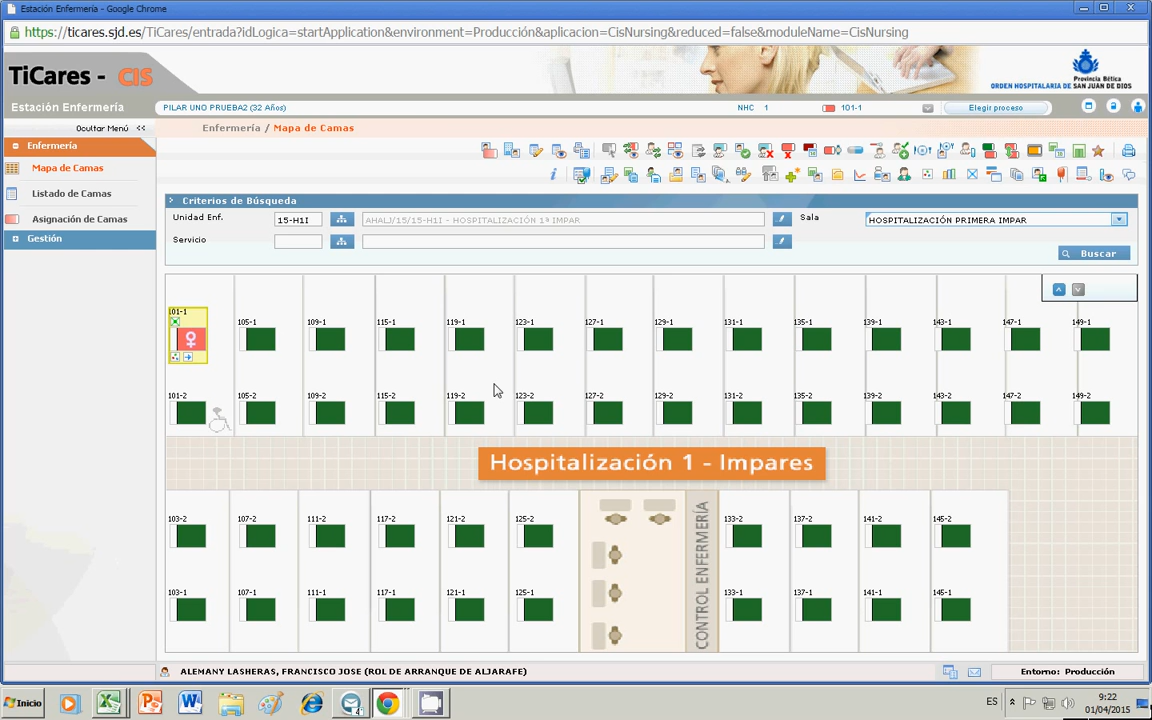 Estación Enfermería - Google Chrome
https://ticares.sjd.es/TiCares/entrada?idLogica=startApplication&environment=Producción&aplicacion=CisNursing&reduced=false&moduleName=CisNursing
TiCares - CIS
Provincia Bética
ORDEN HOSPITALARIA DE SAN JUAN DE DIOS
Estación Enfermería
PILAR UNO PRUEBA2 (32 Años)
NHC 1
101-1
Elegir proceso
Ocultar Menú <<
Enfermería / Mapa de Camas
Enfermería
Mapa de Camas
Listado de Camas
Asignación de Camas
Gestión
Criterios de Búsqueda
Unidad Enf. 15-H1I AHALJ/15/15-H1I - HOSPITALIZACIÓN 1ª IMPAR Sala HOSPITALIZACIÓN PRIMERA IMPAR
Servicio
Buscar
101-1 105-1 109-1 115-1 119-1 123-1 127-1 129-1 131-1 135-1 139-1 143-1 147-1 149-1
101-2 105-2 109-2 115-2 119-2 123-2 127-2 129-2 131-2 135-2 139-2 143-2 147-2 149-2
Hospitalización 1 - Impares
103-2 107-2 111-2 117-2 121-2 125-2 133-2 137-2 141-2 145-2
CONTROL ENFERMERÍA
103-1 107-1 111-1 117-1 121-1 125-1 133-1 137-1 141-1 145-1
ALEMANY LASHERAS, FRANCISCO JOSE (ROL DE ARRANQUE DE ALJARAFE)
Entorno: Producción
Inicio
ES
9:22
01/04/2015